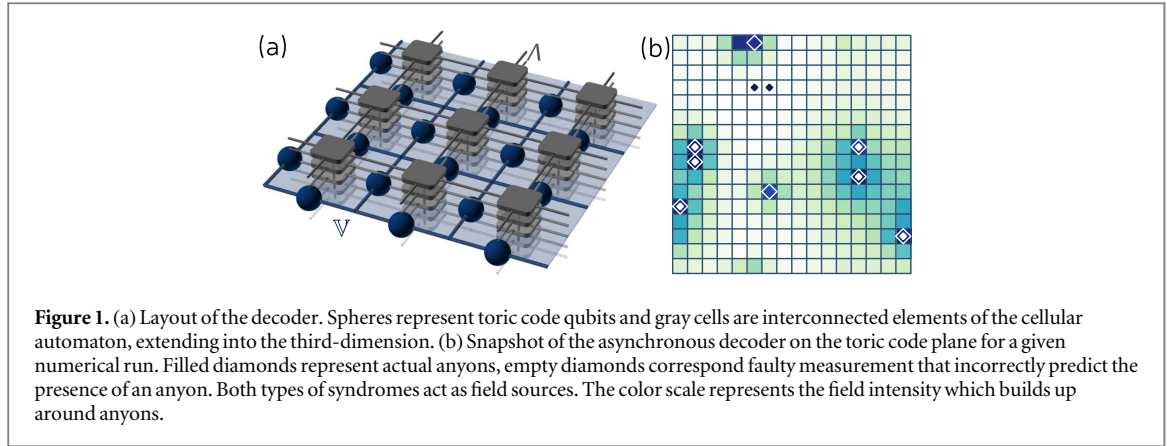 (a)
Λ
𝕍
(b)
Figure 1. (a) Layout of the decoder. Spheres represent toric code qubits and gray cells are interconnected elements of the cellular
automaton, extending into the third-dimension. (b) Snapshot of the asynchronous decoder on the toric code plane for a given
numerical run. Filled diamonds represent actual anyons, empty diamonds correspond faulty measurement that incorrectly predict the
presence of an anyon. Both types of syndromes act as field sources. The color scale represents the field intensity which builds up
around anyons.